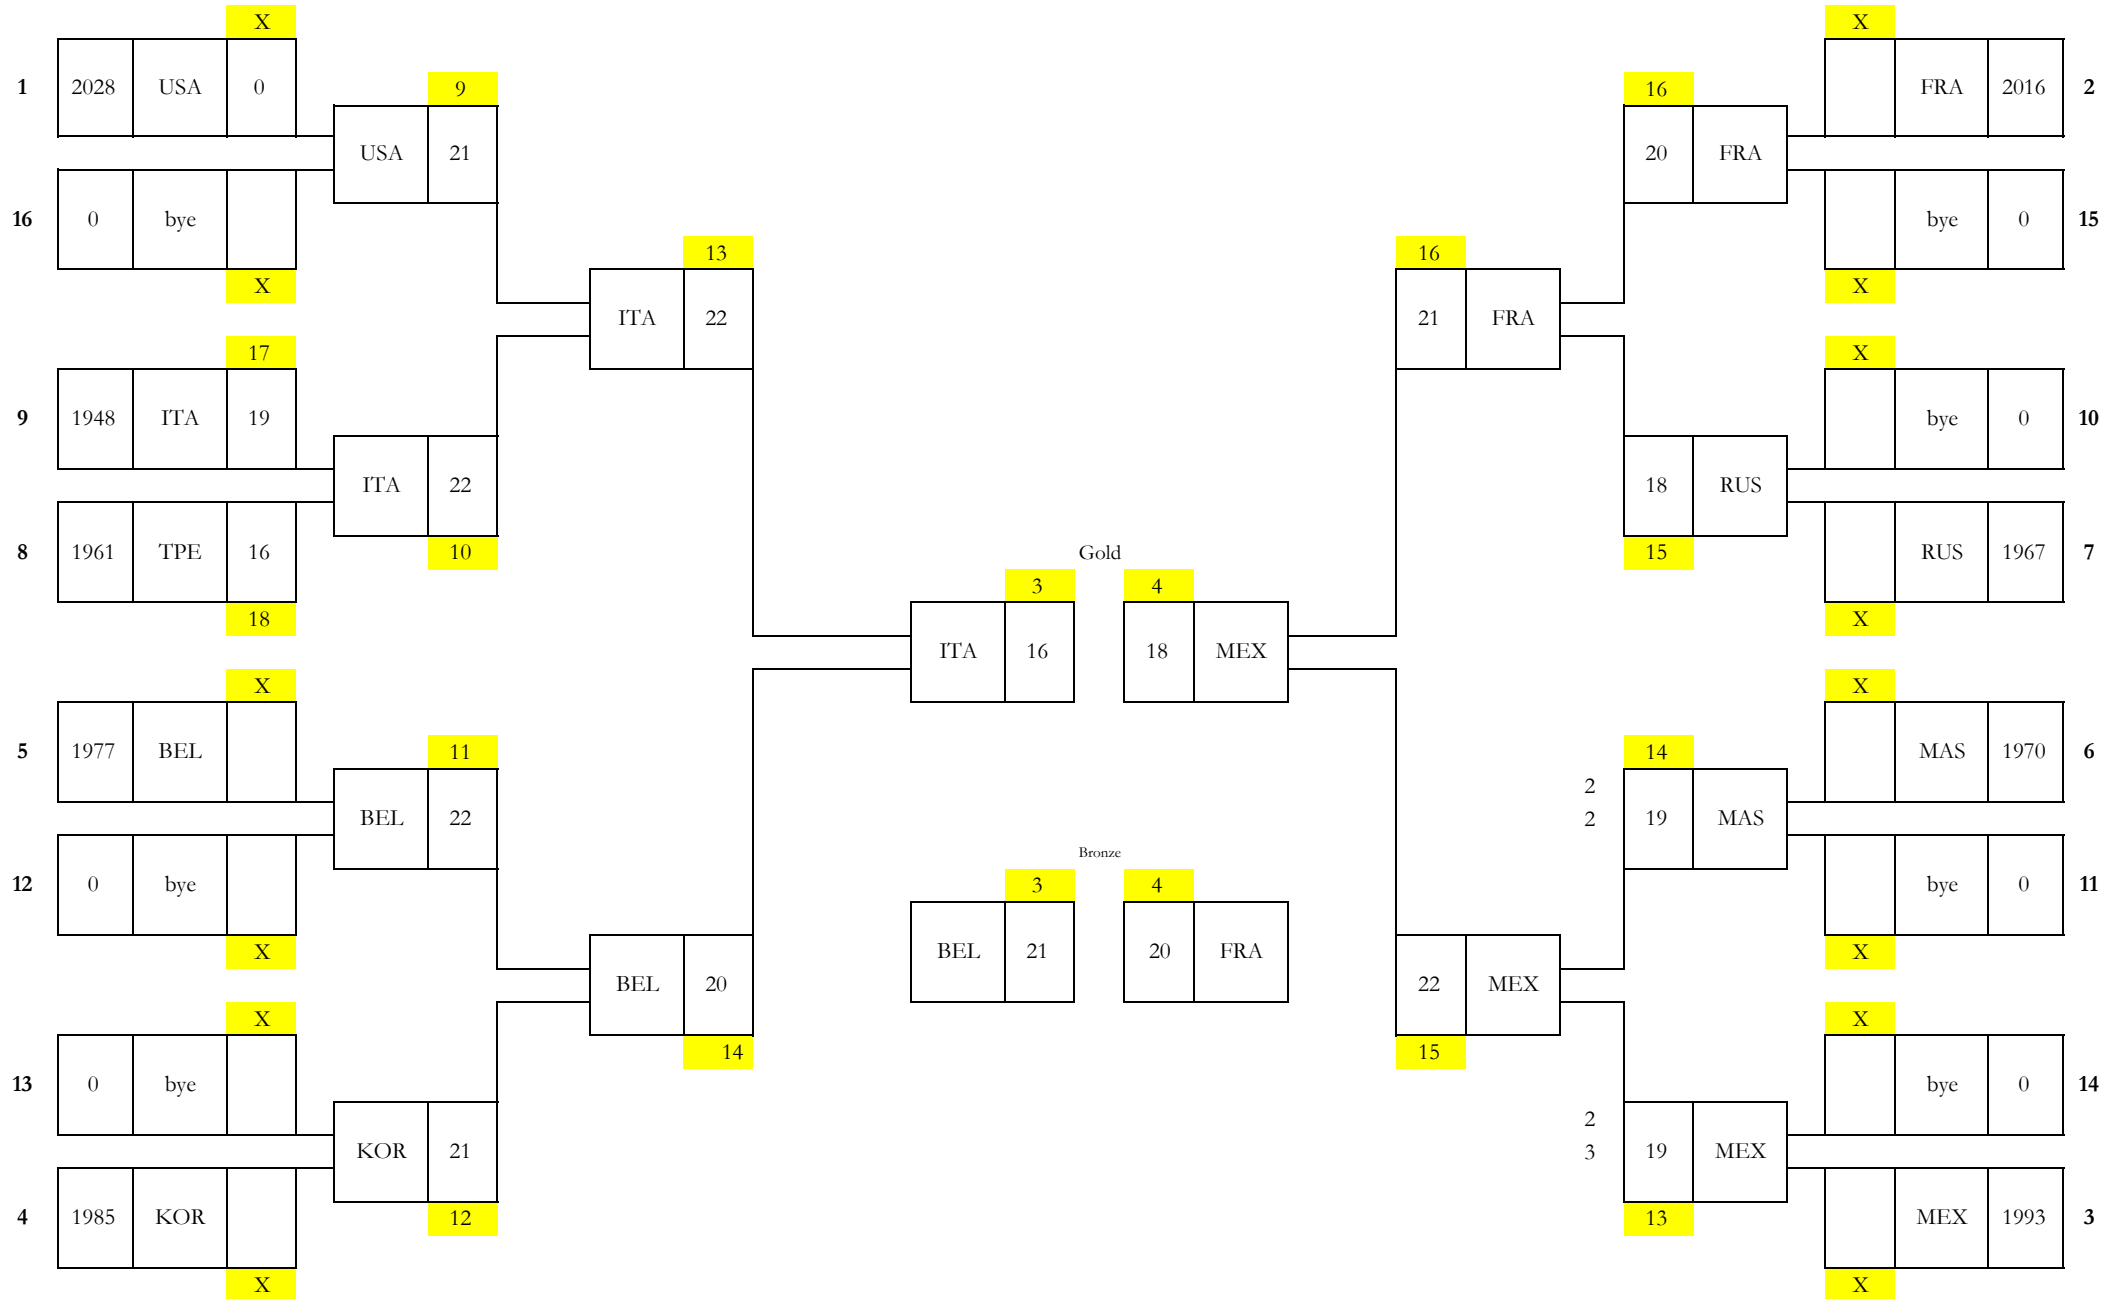 X X
1 2028 USA 0 9 16 FRA 2016 2
USA 21 20 FRA
16 0 bye 13 16 bye 0 15
X X
ITA 22 21 FRA
17 X
9 1948 ITA 19 bye 0 10
ITA 22 18 RUS
8 1961 TPE 16 10 Gold 15 RUS 1967 7
3 4
18 X
ITA 16 18 MEX
X X
5 1977 BEL 11 14 MAS 1970 6
2
BEL 22 2 19 MAS
Bronze
12 0 bye 3 4 bye 0 11
X BEL 21 20 FRA X
BEL 20 22 MEX
X X
14 15
13 0 bye bye 0 14
2
KOR 21 3 19 MEX
4 1985 KOR 12 13 MEX 1993 3
X X